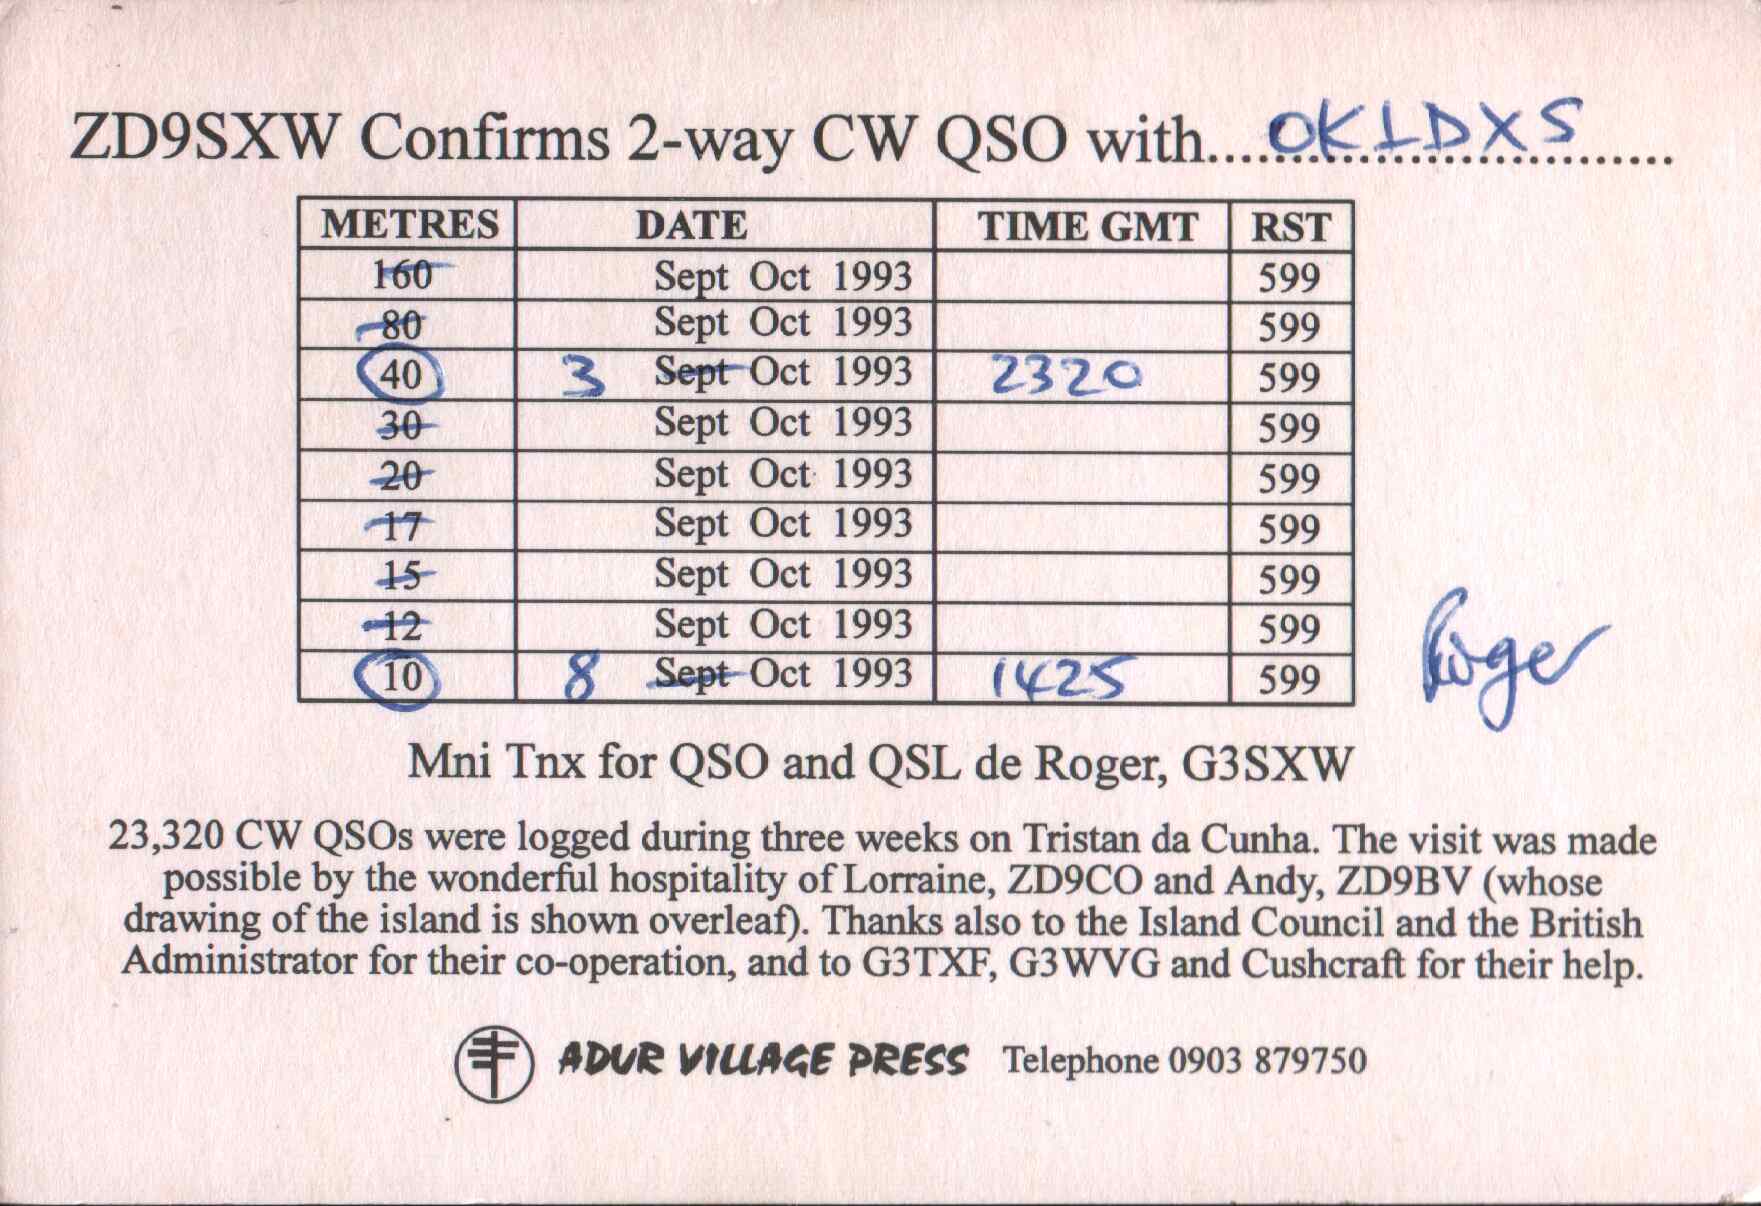 ZD9SXW Confirms 2-way CW QSO with....OK1DXS
METRES DATE TIME GMT RST
160 Sept Oct 1993 599
80 Sept Oct 1993 599
40 3 Sept Oct 1993 2320 599
30 Sept Oct 1993 599
20 Sept Oct 1993 599
17 Sept Oct 1993 599
15 Sept Oct 1993 599
12 Sept Oct 1993 599
10 8 Sept Oct 1993 1425 599
Roger
Mni Tnx for QSO and QSL de Roger, G3SXW
23,320 CW QSOs were logged during three weeks on Tristan da Cunha. The visit was made
possible by the wonderful hospitality of Lorraine, ZD9CO and Andy, ZD9BV (whose
drawing of the island is shown overleaf). Thanks also to the Island Council and the British
Administrator for their co-operation, and to G3TXF, G3WVG and Cushcraft for their help.
ADUR VILLAGE PRESS Telephone 0903 879750